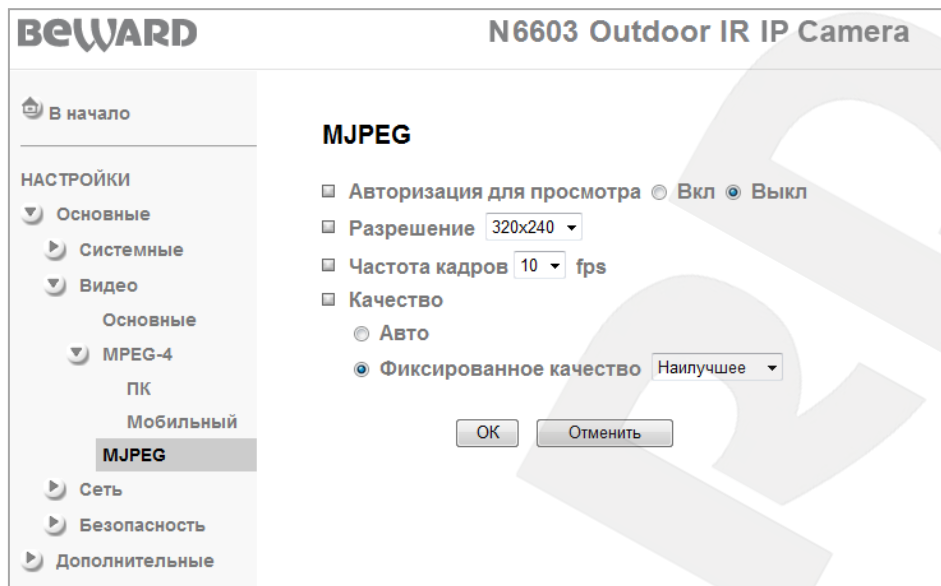 BEWARD
N6603 Outdoor IR IP Camera
В начало
НАСТРОЙКИ
Основные
Системные
Видео
Основные
MPEG-4
ПК
Мобильный
MJPEG
Сеть
Безопасность
Дополнительные
MJPEG
Авторизация для просмотра Вкл Выкл
Разрешение 320x240
Частота кадров 10 fps
Качество
Авто
Фиксированное качество Наилучшее
OK Отменить